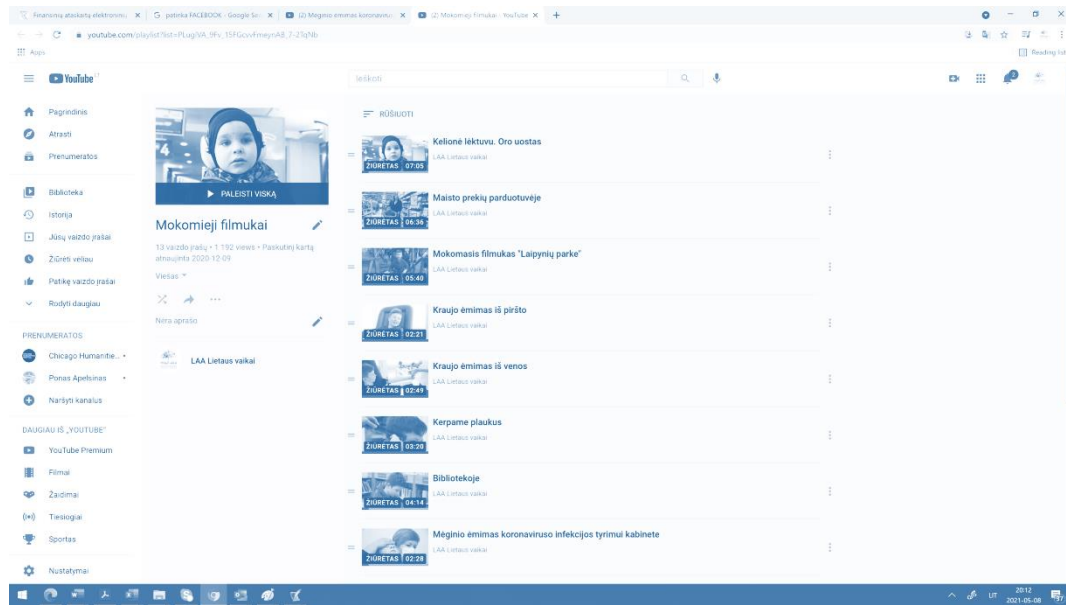 Finansinių ataskaitų elektroninis
patinka FACEBOOK - Google
(2) Mėginio ėmimas koronaviruso
(2) Mokomieji filmukai - YouTube
youtube.com/playlist?list=
Apps
Reading list
YouTube LT
Ieškoti
2
Pagrindinis
Atrasti
Prenumeratos
Biblioteka
Istorija
Jūsų vaizdo įrašai
Žiūrėti vėliau
Patikę vaizdo įrašai
Rodyti daugiau
PRENUMERATOS
Chicago Humanitie...
Ponas Apelsinas
Naršyti kanalus
DAUGIAU IŠ „YOUTUBE“
YouTube Premium
Filmai
Žaidimai
Tiesiogiai
Sportas
Nustatymai
PALEISTI VISKĄ
Mokomieji filmukai
13 vaizdo įrašų • 1 192 views • Paskutinį kartą
atnaujinta 2020-12-09
Viešas
Nėra aprašo
LAA Lietaus vaikai
RŪŠIUOTI
Kelionė lėktuvu. Oro uostas
LAA Lietaus vaikai
ŽIŪRĖTAS 07:05
Maisto prekių parduotuvėje
LAA Lietaus vaikai
ŽIŪRĖTAS 06:36
Mokomasis filmukas "Laipynių parke"
LAA Lietaus vaikai
ŽIŪRĖTAS 05:40
Kraujo ėmimas iš piršto
LAA Lietaus vaikai
ŽIŪRĖTAS 02:21
Kraujo ėmimas iš venos
LAA Lietaus vaikai
ŽIŪRĖTAS 02:49
Kerpame plaukus
LAA Lietaus vaikai
ŽIŪRĖTAS 03:20
Bibliotekoje
LAA Lietaus vaikai
ŽIŪRĖTAS 04:14
Mėginio ėmimas koronaviruso infekcijos tyrimui kabinete
LAA Lietaus vaikai
ŽIŪRĖTAS 02:28
LIT
20:12
2021-05-08
37